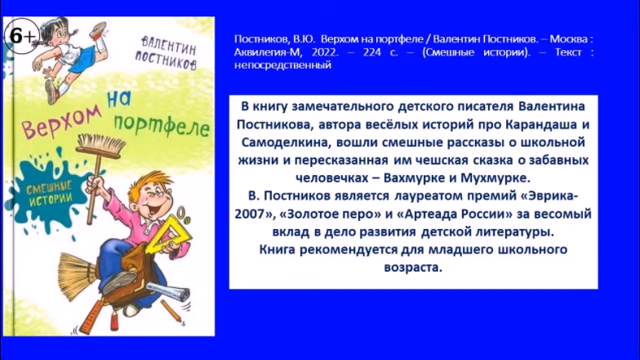 6+
ВАЛЕНТИН
ПОСТНИКОВ
Верхом на
портфеле
СМЕШНЫЕ
ИСТОРИИ
Постников, В.Ю. Верхом на портфеле / Валентин Постников. – Москва :
Аквилегия-М, 2022. – 224 с. – (Смешные истории). – Текст :
непосредственный
В книгу замечательного детского писателя Валентина
Постникова, автора весёлых историй про Карандаша и
Самоделкина, вошли смешные рассказы о школьной
жизни и пересказанная им чешская сказка о забавных
человечках – Вахмурке и Мухмурке.
В. Постников является лауреатом премий «Эврика-
2007», «Золотое перо» и «Артеада России» за весомый
вклад в дело развития детской литературы.
Книга рекомендуется для младшего школьного
возраста.